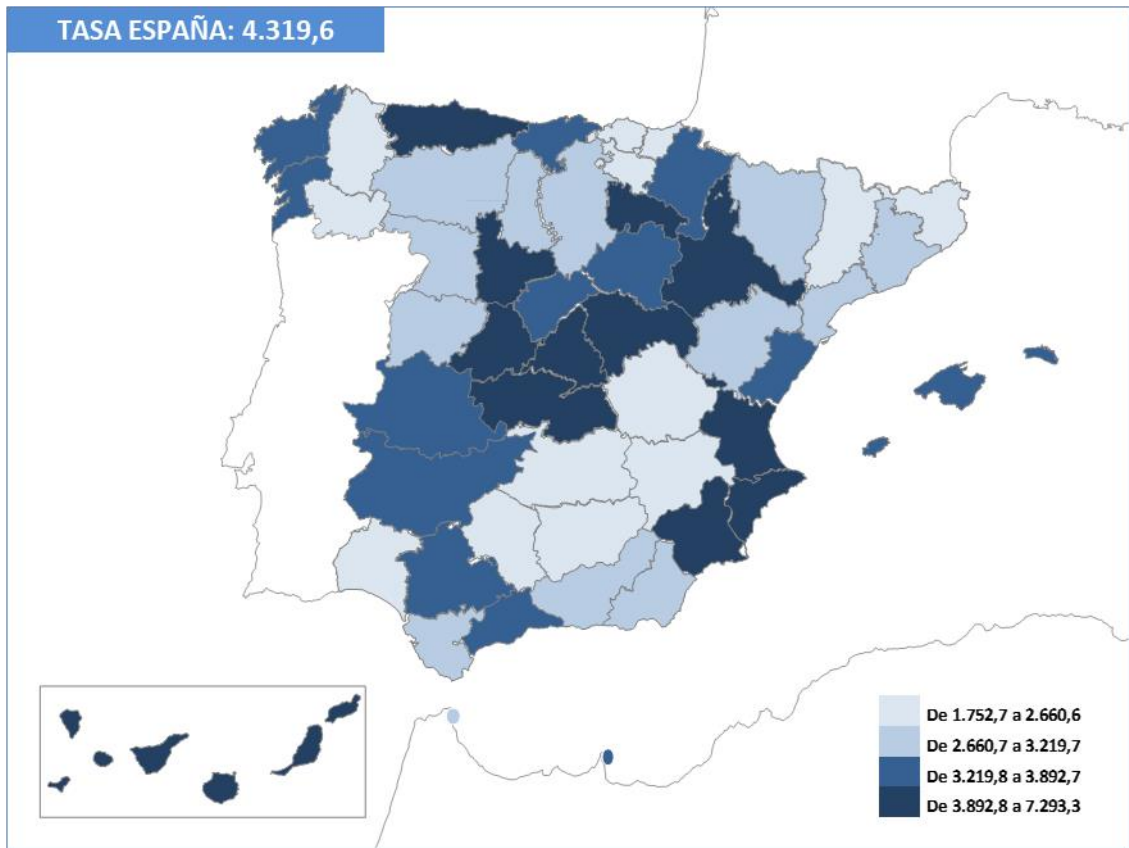 TASA ESPAÑA: 4.319,6
De 1.752,7 a 2.660,6
De 2.660,7 a 3.219,7
De 3.219,8 a 3.892,7
De 3.892,8 a 7.293,3